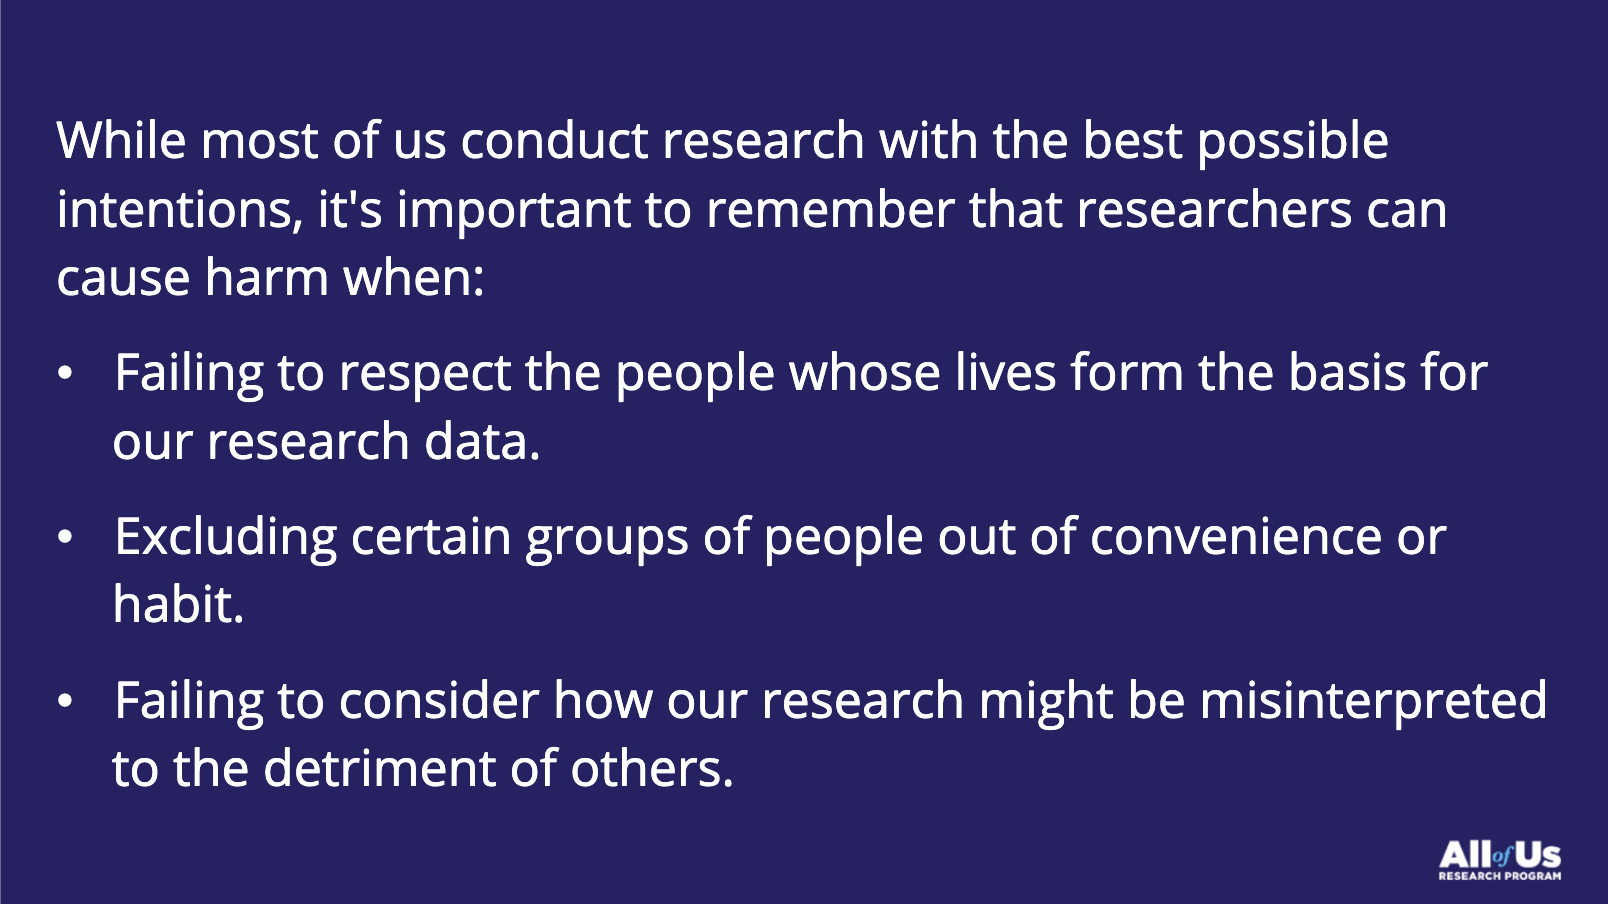 While most of us conduct research with the best possible
intentions, it's important to remember that researchers can
cause harm when:
• Failing to respect the people whose lives form the basis for
our research data.
• Excluding certain groups of people out of convenience or
habit.
• Failing to consider how our research might be misinterpreted
to the detriment of others.
All of Us
RESEARCH PROGRAM